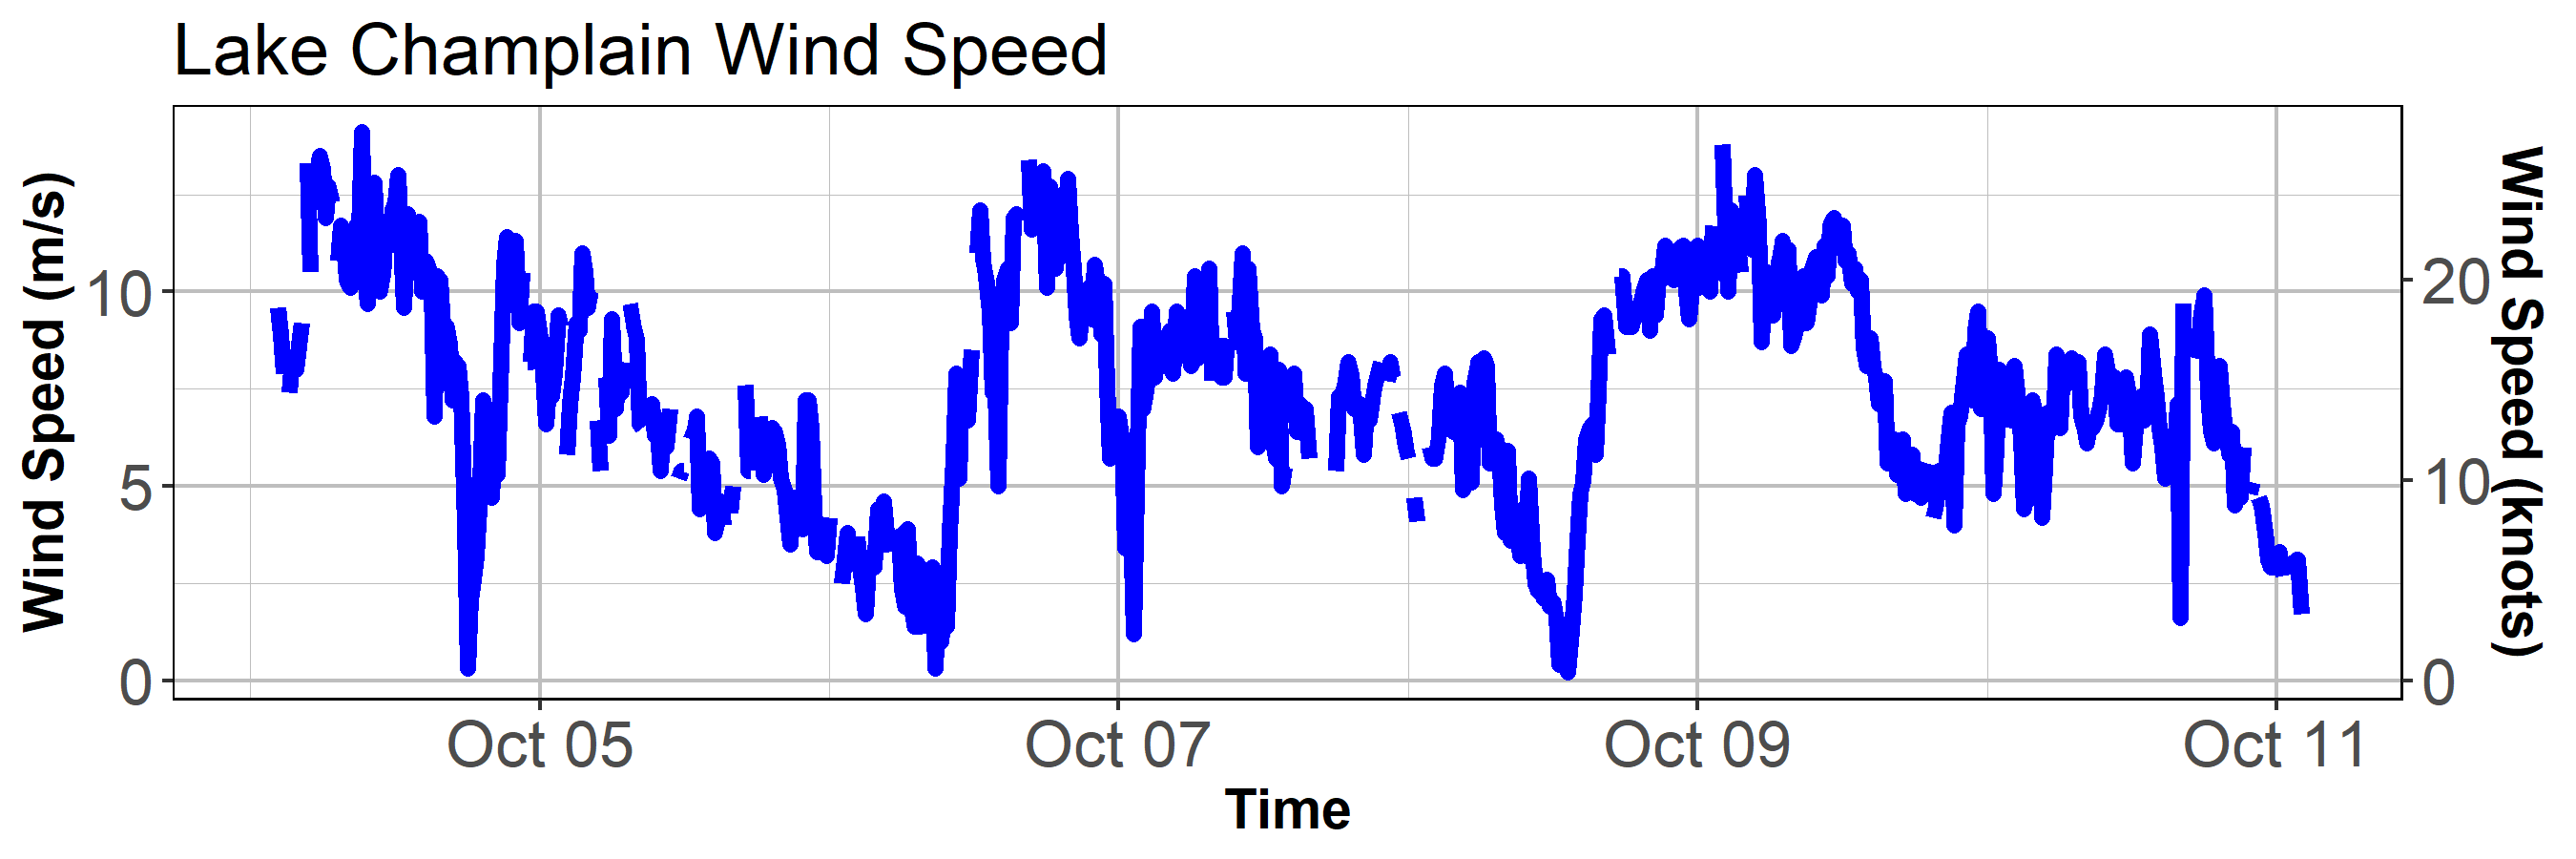 Lake Champlain Wind Speed
Wind Speed (m/s)
10
5
0
20
10
0
Wind Speed (knots)
Oct 05 Oct 07 Oct 09 Oct 11
Time